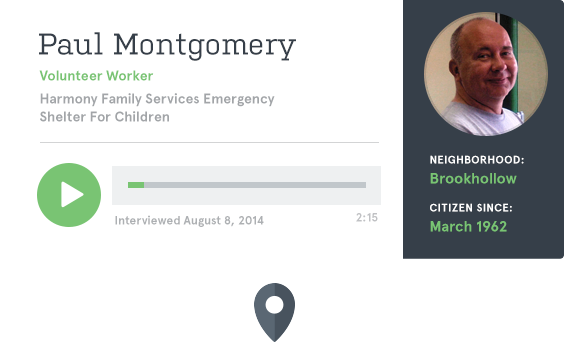 Paul Montgomery
Volunteer Worker
Harmony Family Services Emergency
Shelter For Children
Interviewed August 8, 2014
2:15
NEIGHBORHOOD:
Brookhollow
CITIZEN SINCE:
March 1962